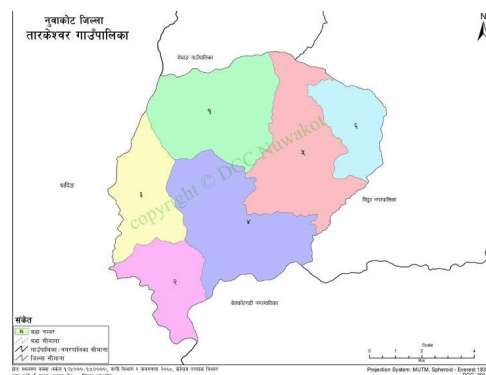 नुवाकोट जिल्ला
तारकेश्वर गाउँपालिका
N
मेघाङ गाउँपालिका
१
६
५
धादिङ
३
copyright © DCC Nuwakot
विदुर नगरपालिका
४
२
बेलकोटगढी नगरपालिका
संकेत
N वडा नम्बर
वडा सीमाना
गाउँपालिका/नगरपालिका सीमाना
जिल्ला सीमाना
Scale
0 1 2 4
Projection System: MUTM, Spheroid - Everest 183